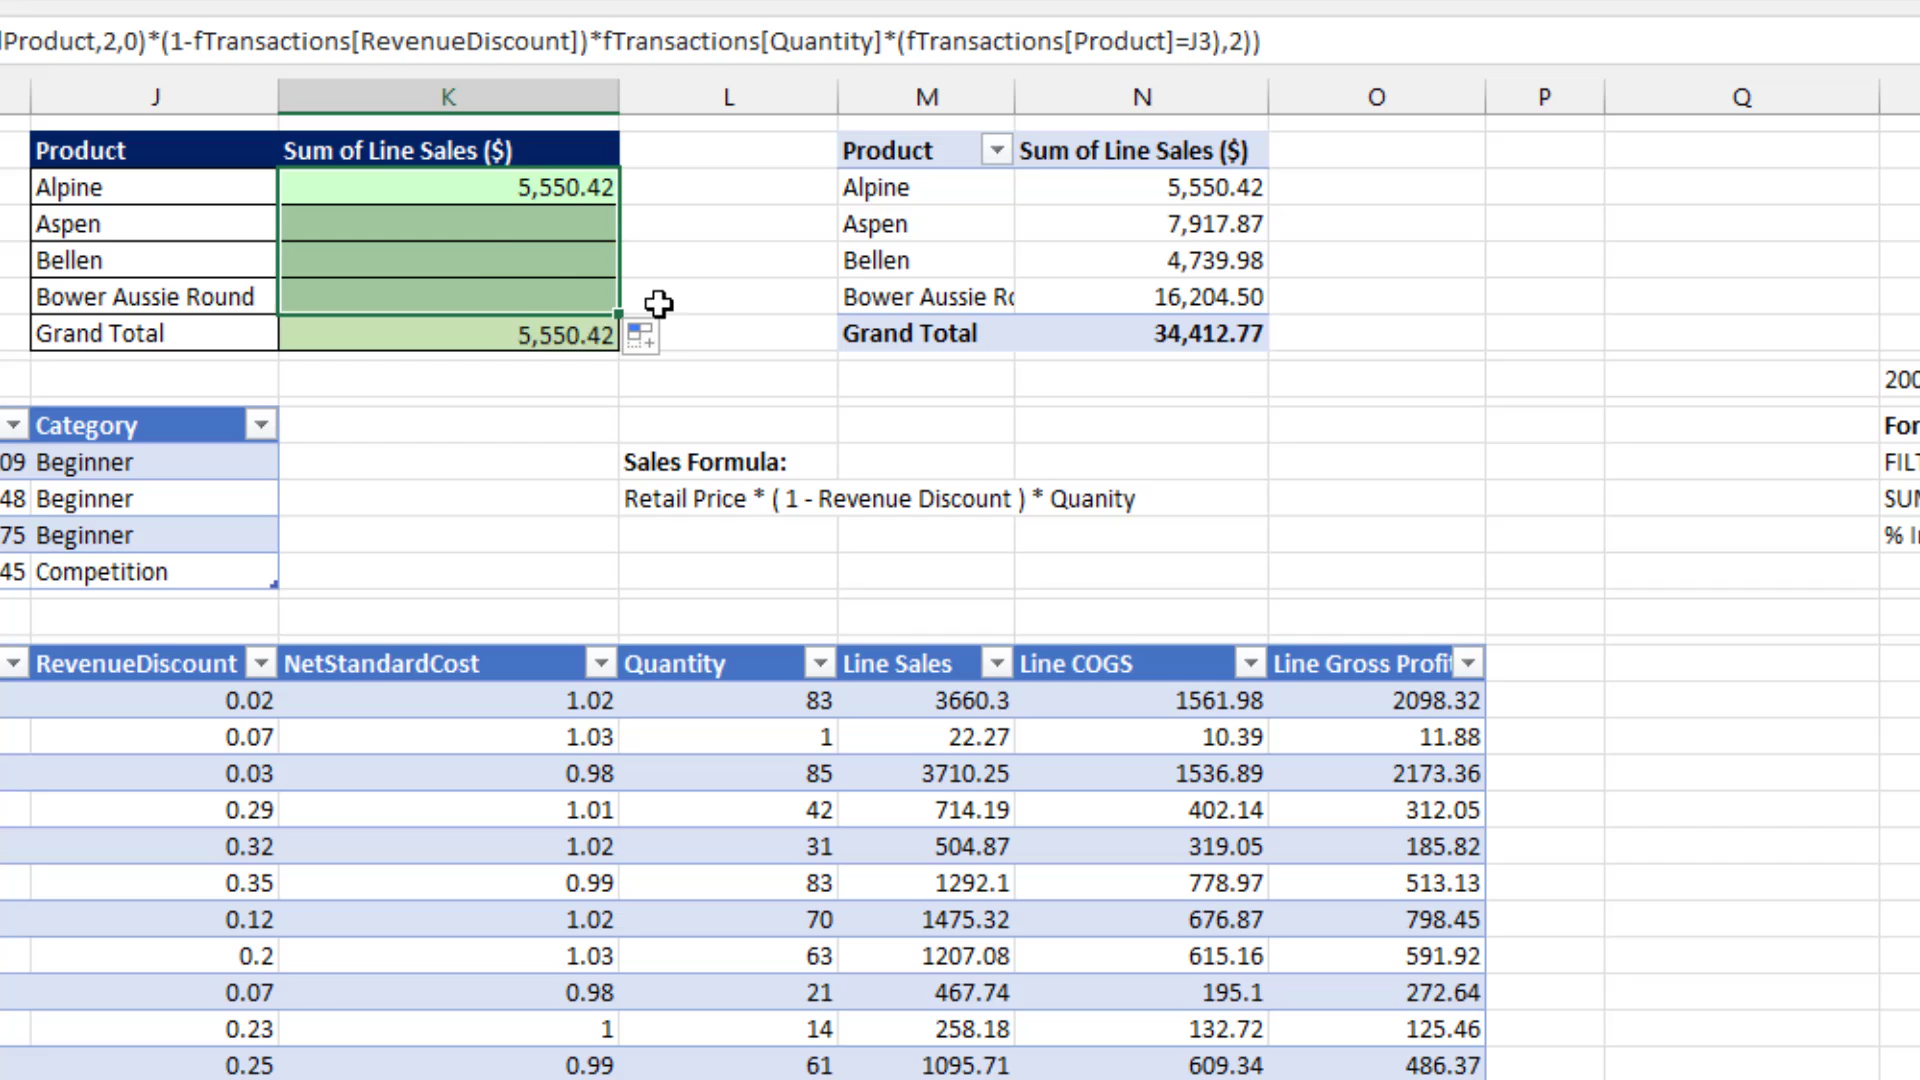 Product,2,0)*(1-fTransactions[RevenueDiscount])*fTransactions[Quantity]*(fTransactions[Product]=J3),2))
J K L M N O P Q
Product Sum of Line Sales ($) Product Sum of Line Sales ($)
Alpine 5,550.42 Alpine 5,550.42
Aspen Aspen 7,917.87
Bellen Bellen 4,739.98
Bower Aussie Round Bower Aussie Ro 16,204.50
Grand Total 5,550.42 Grand Total 34,412.77
200
Category For
09 Beginner Sales Formula: FILT
48 Beginner Retail Price * ( 1 - Revenue Discount ) * Quanity SUM
75 Beginner % I
45 Competition
RevenueDiscount NetStandardCost Quantity Line Sales Line COGS Line Gross Profit
0.02 1.02 83 3660.3 1561.98 2098.32
0.07 1.03 1 22.27 10.39 11.88
0.03 0.98 85 3710.25 1536.89 2173.36
0.29 1.01 42 714.19 402.14 312.05
0.32 1.02 31 504.87 319.05 185.82
0.35 0.99 83 1292.1 778.97 513.13
0.12 1.02 70 1475.32 676.87 798.45
0.2 1.03 63 1207.08 615.16 591.92
0.07 0.98 21 467.74 195.1 272.64
0.23 1 14 258.18 132.72 125.46
0.25 0.99 61 1095.71 609.34 486.37